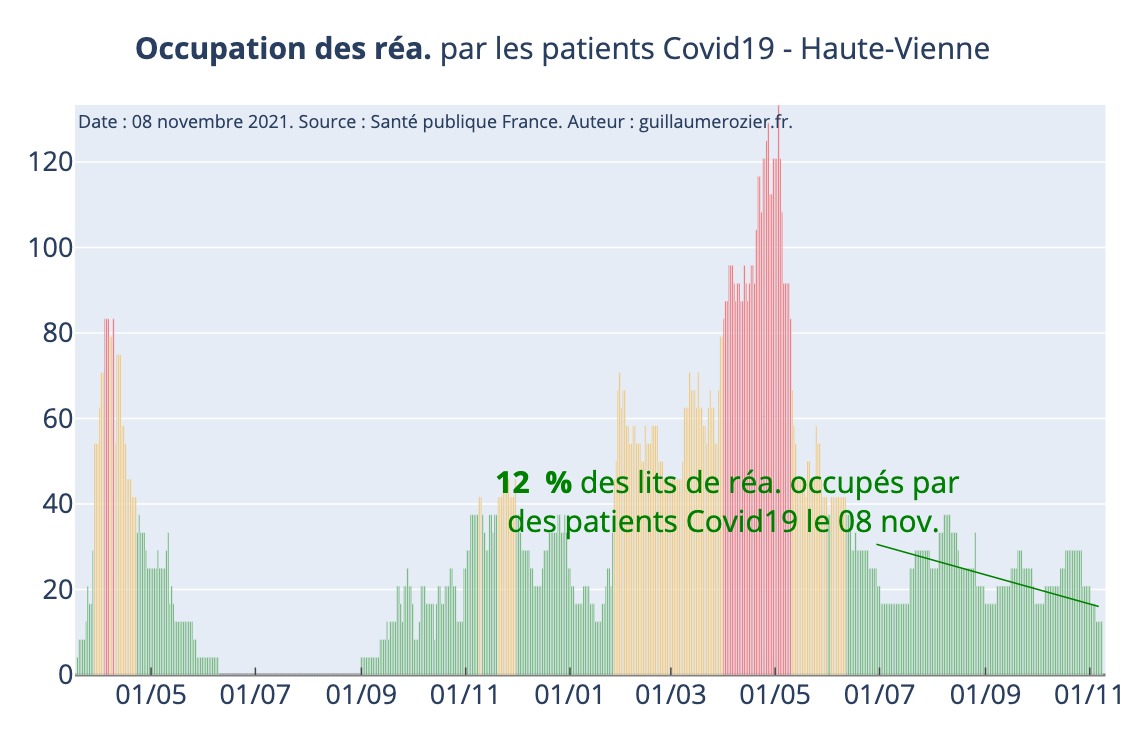 Occupation des réa. par les patients Covid19 - Haute-Vienne
Date : 08 novembre 2021. Source : Santé publique France. Auteur : guillaumerozier.fr.
120
100
80
60
40
20
0
12 % des lits de réa. occupés par
des patients Covid19 le 08 nov.
01/05 01/07 01/09 01/11 01/01 01/03 01/05 01/07 01/09 01/11